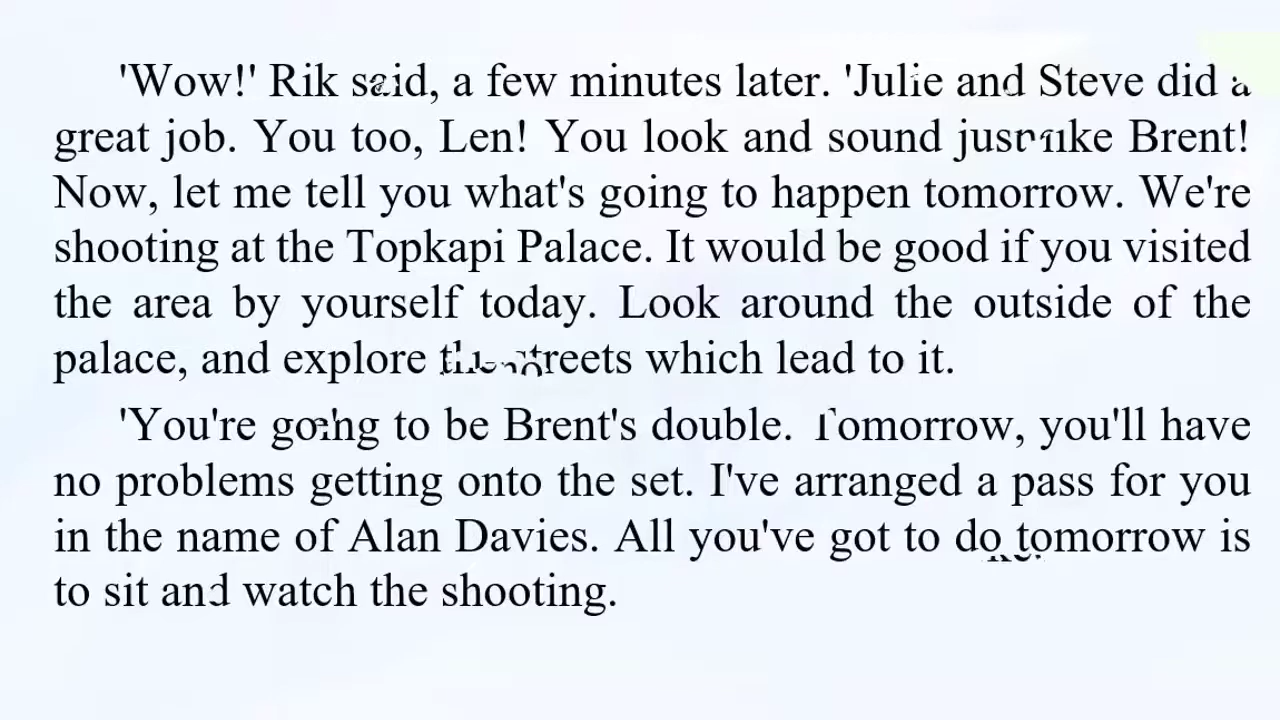 'Wow!' Rik said, a few minutes later. 'Julie and Steve did a
great job. You too, Len! You look and sound just like Brent!
Now, let me tell you what's going to happen tomorrow. We're
shooting at the Topkapi Palace. It would be good if you visited
the area by yourself today. Look around the outside of the
palace, and explore the streets which lead to it.
'You're going to be Brent's double. Tomorrow, you'll have
no problems getting onto the set. I've arranged a pass for you
in the name of Alan Davies. All you've got to do tomorrow is
to sit and watch the shooting.